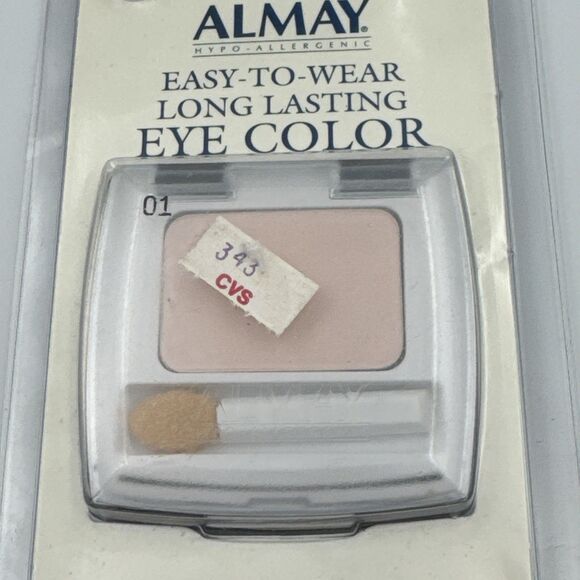 ALMAY®
HYPO-ALLERGENIC
EASY-TO-WEAR
LONG LASTING
EYE COLOR
01
343
CVS